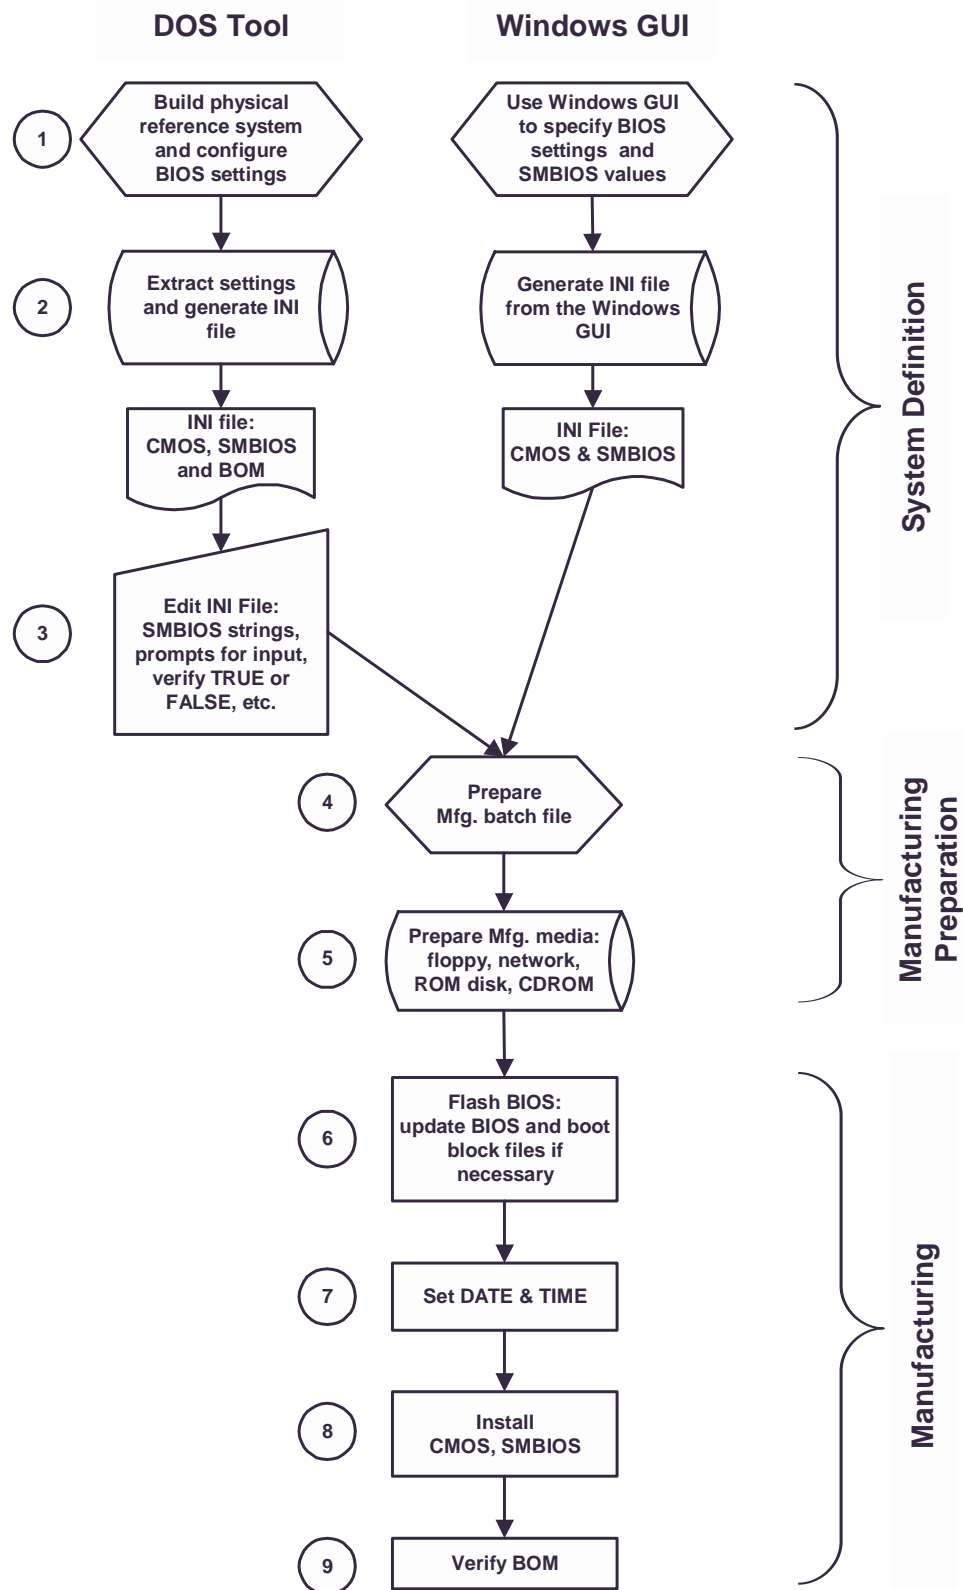 DOS Tool
Windows GUI
1
Build physical
reference system
and configure
BIOS settings
Use Windows GUI
to specify BIOS
settings and
SMBIOS values
2
Extract settings
and generate INI
file
Generate INI file
from the Windows
GUI
INI file:
CMOS, SMBIOS
and BOM
INI File:
CMOS & SMBIOS
System Definition
3
Edit INI File:
SMBIOS strings,
prompts for input,
verify TRUE or
FALSE, etc.
4
Prepare
Mfg. batch file
5
Prepare Mfg. media:
floppy, network,
ROM disk, CDROM
Manufacturing
Preparation
6
Flash BIOS:
update BIOS and boot
block files if
necessary
7
Set DATE & TIME
8
Install
CMOS, SMBIOS
9
Verify BOM
Manufacturing